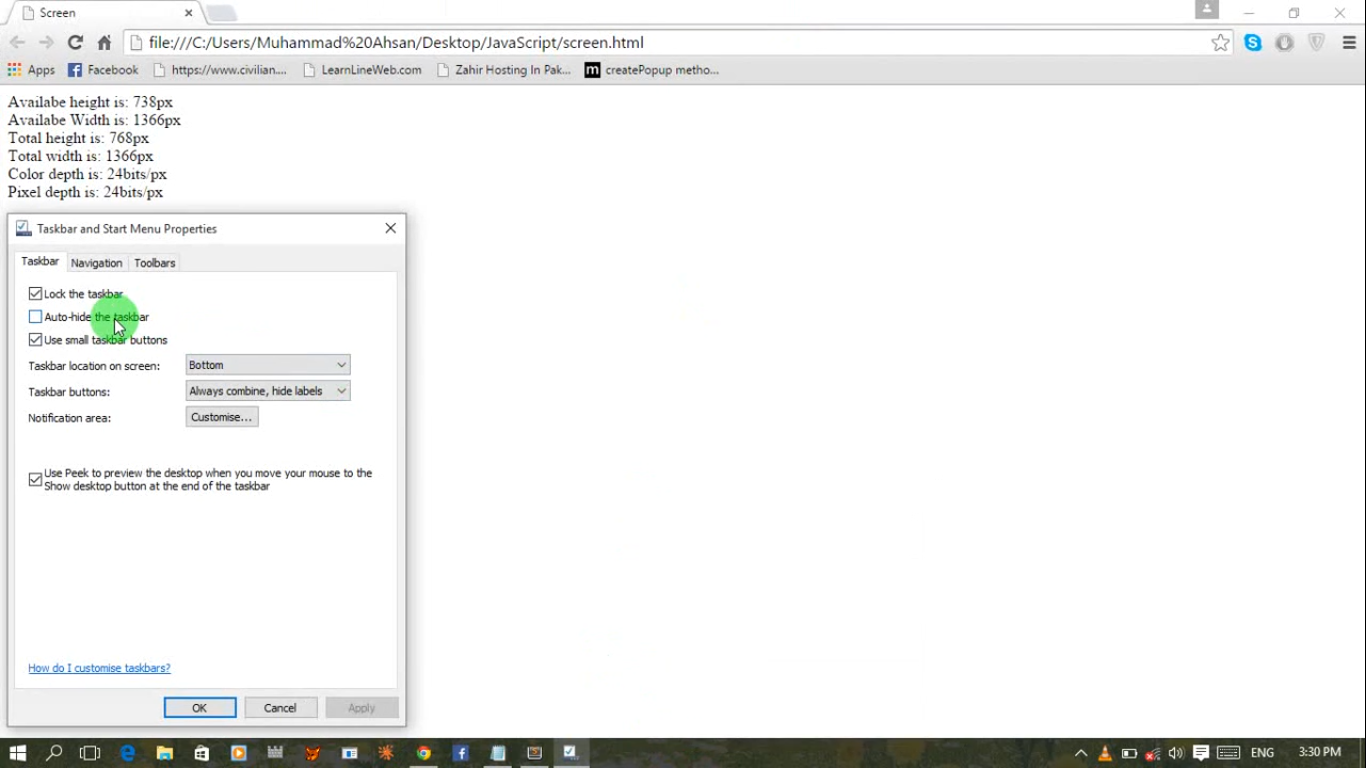 Screen
file:///C:/Users/Muhammad%20Ahsan/Desktop/JavaScript/screen.html
Apps Facebook https://www.civilian.... LearnLineWeb.com Zahir Hosting In Pak... m createPopup metho...
Availabe height is: 738px
Availabe Width is: 1366px
Total height is: 768px
Total width is: 1366px
Color depth is: 24bits/px
Pixel depth is: 24bits/px
Taskbar and Start Menu Properties
Taskbar Navigation Toolbars
Lock the taskbar
Auto-hide the taskbar
Use small taskbar buttons
Taskbar location on screen: Bottom
Taskbar buttons: Always combine, hide labels
Notification area: Customise...
Use Peek to preview the desktop when you move your mouse to the
Show desktop button at the end of the taskbar
How do I customise taskbars?
OK Cancel Apply
ENG 3:30 PM